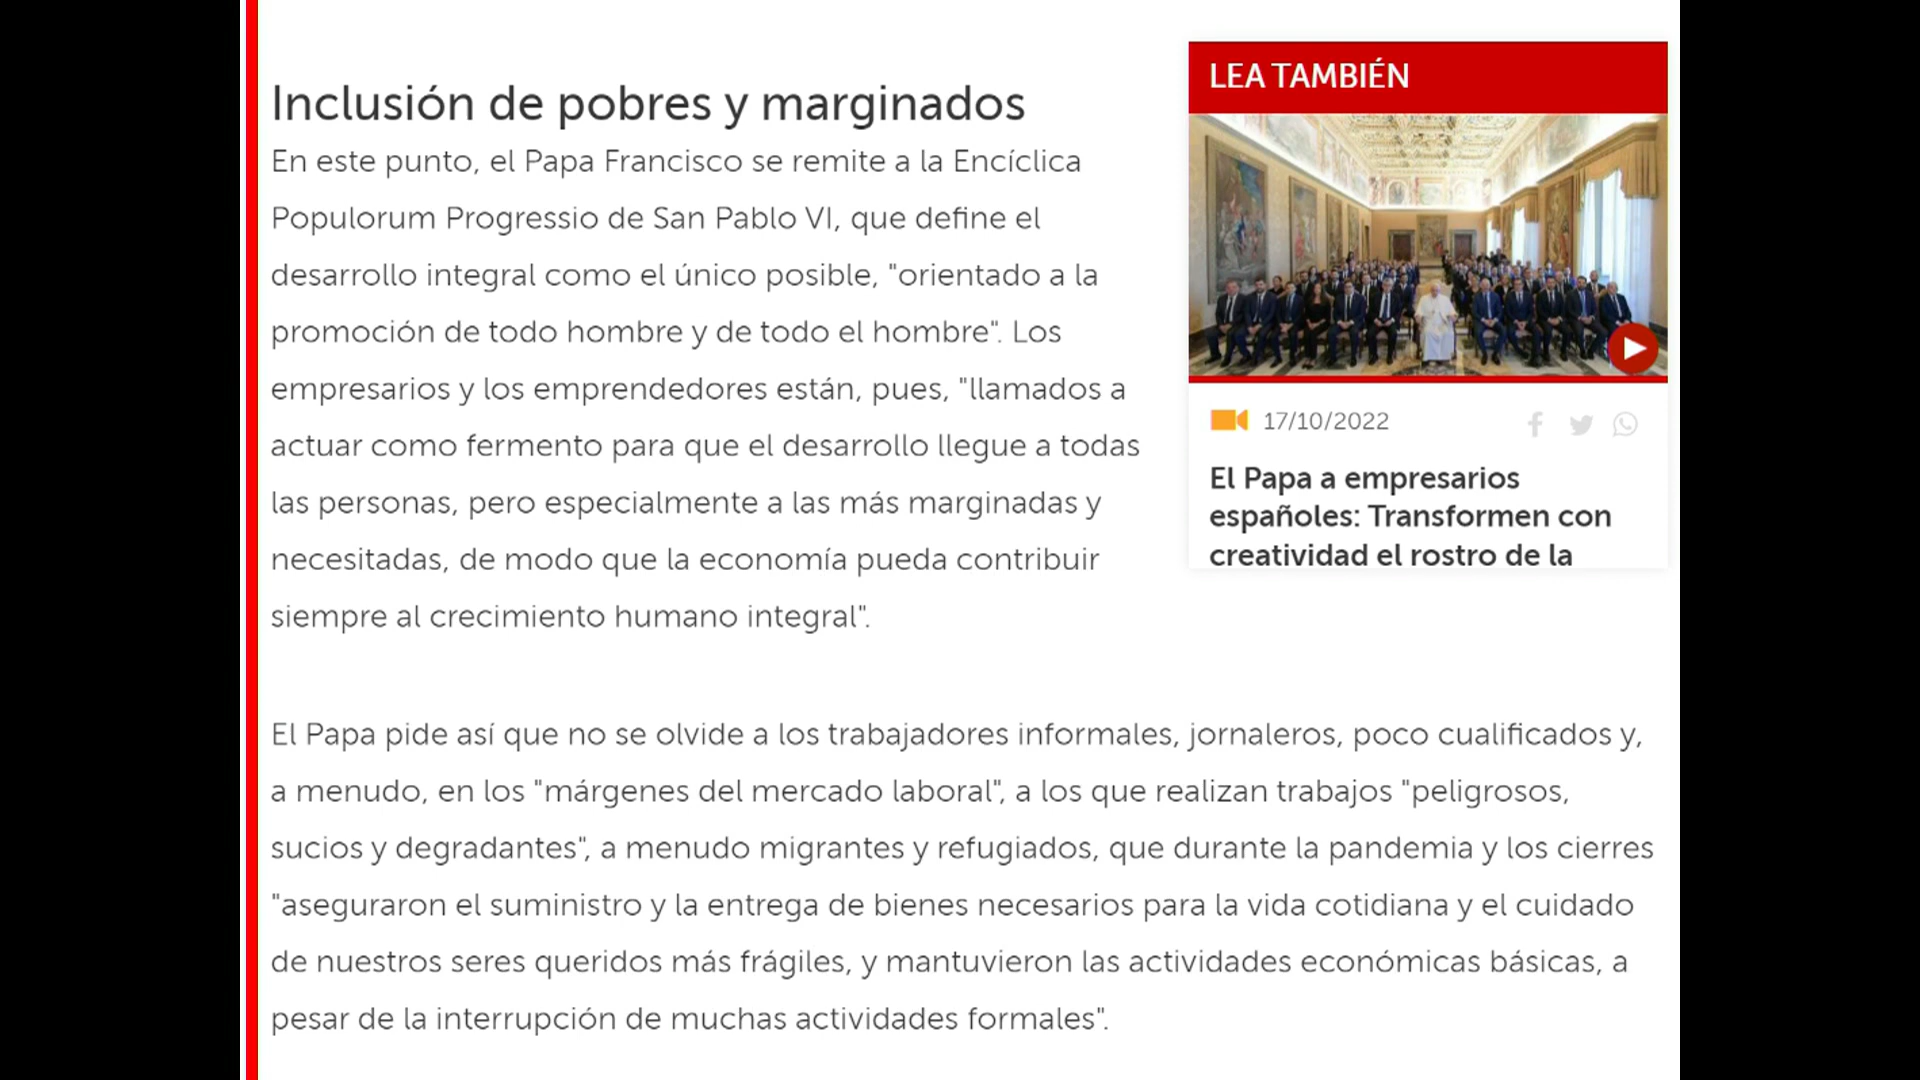 Inclusión de pobres y marginados
En este punto, el Papa Francisco se remite a la Encíclica
Populorum Progressio de San Pablo VI, que define el
desarrollo integral como el único posible, "orientado a la
promoción de todo hombre y de todo el hombre". Los
empresarios y los emprendedores están, pues, "llamados a
actuar como fermento para que el desarrollo llegue a todas
las personas, pero especialmente a las más marginadas y
necesitadas, de modo que la economía pueda contribuir
siempre al crecimiento humano integral".
El Papa pide así que no se olvide a los trabajadores informales, jornaleros, poco cualificados y,
a menudo, en los "márgenes del mercado laboral", a los que realizan trabajos "peligrosos,
sucios y degradantes", a menudo migrantes y refugiados, que durante la pandemia y los cierres
"aseguraron el suministro y la entrega de bienes necesarios para la vida cotidiana y el cuidado
de nuestros seres queridos más frágiles, y mantuvieron las actividades económicas básicas, a
pesar de la interrupción de muchas actividades formales".
LEA TAMBIÉN
17/10/2022
El Papa a empresarios
españoles: Transformen con
creatividad el rostro de la